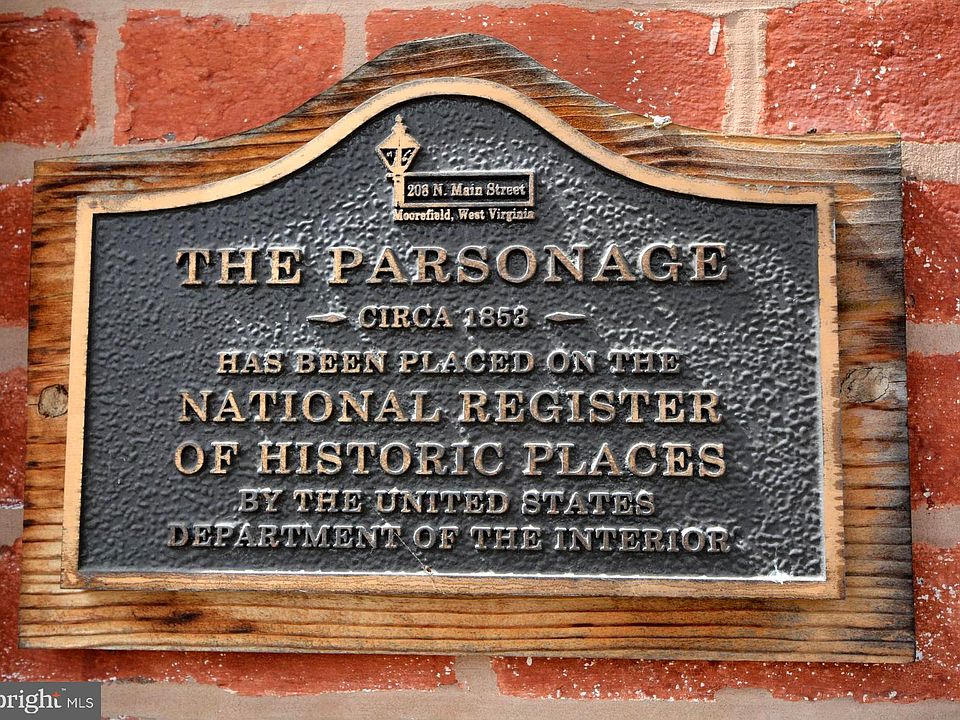 208 N. Main Street
Moorefield, West Virginia
THE PARSONAGE
CIRCA 1853
HAS BEEN PLACED ON THE
NATIONAL REGISTER
OF HISTORIC PLACES
BY THE UNITED STATES
DEPARTMENT OF THE INTERIOR
bright MLS